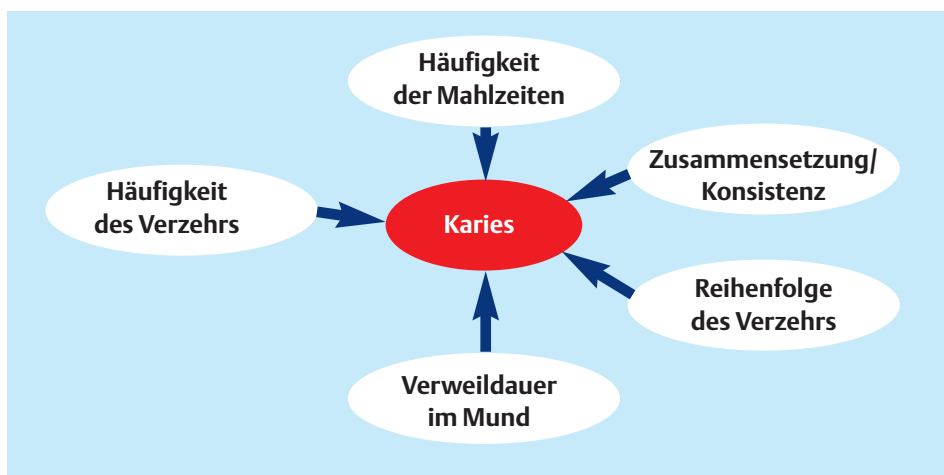 Häufigkeit
der Mahlzeiten
Zusammensetzung/
Konsistenz
Häufigkeit
des Verzehrs
Karies
Reihenfolge
des Verzehrs
Verweildauer
im Mund